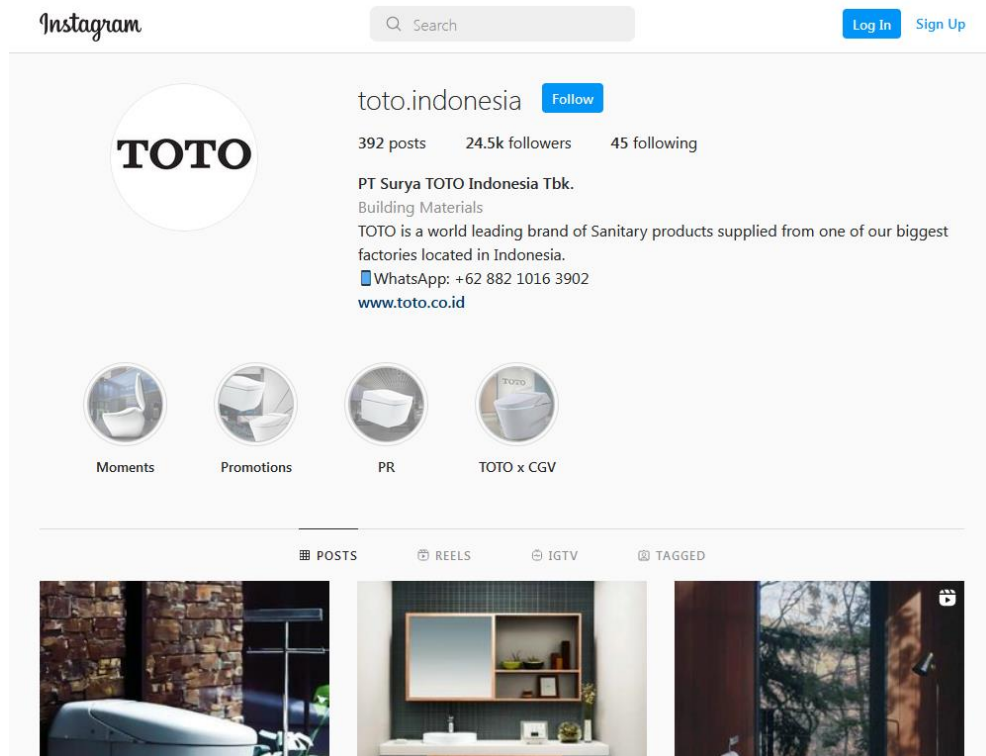 Instagram
Search
Log In
Sign Up
toto.indonesia
Follow
392 posts 24.5k followers 45 following
TOTO
PT Surya TOTO Indonesia Tbk.
Building Materials
TOTO is a world leading brand of Sanitary products supplied from one of our biggest
factories located in Indonesia.
WhatsApp: +62 882 1016 3902
www.toto.co.id
TOTO
Moments
Promotions
PR
TOTO x CGV
POSTS
REELS
IGTV
TAGGED